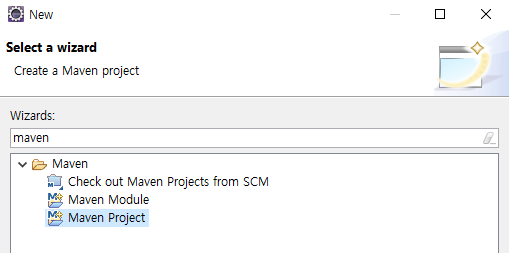 New
Select a wizard
Create a Maven project
Wizards:
maven
Maven
Check out Maven Projects from SCM
Maven Module
Maven Project